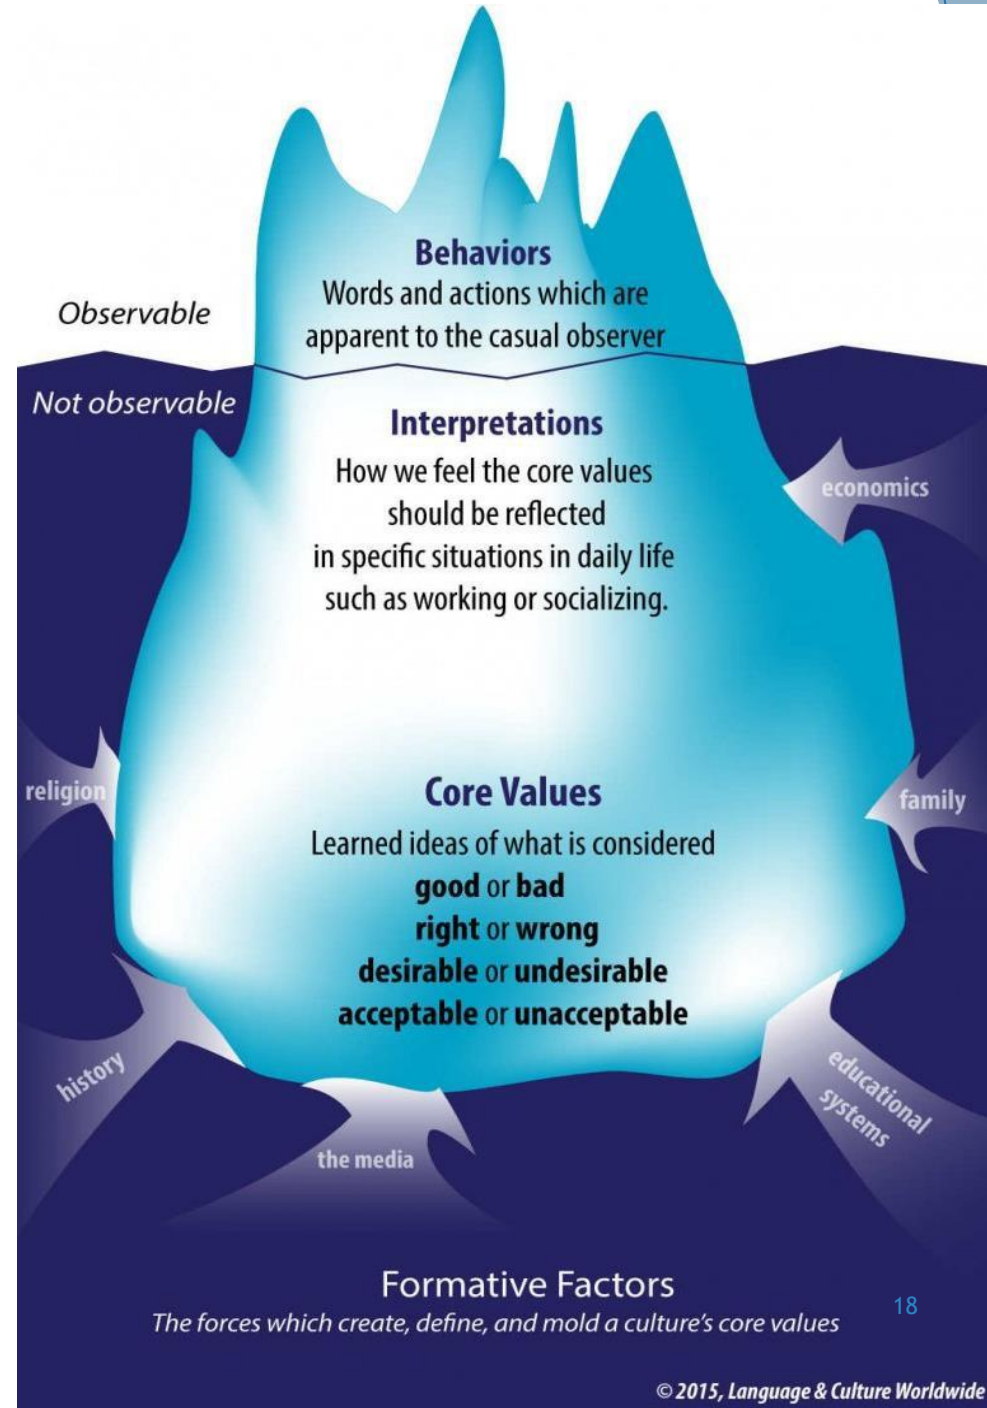 Behaviors
Words and actions which are
apparent to the casual observer
Observable
Not observable
Interpretations
How we feel the core values
should be reflected
in specific situations in daily life
such as working or socializing.
economics
religion
family
Core Values
Learned ideas of what is considered
good or bad
right or wrong
desirable or undesirable
acceptable or unacceptable
history
the media
educational
systems
Formative Factors
The forces which create, define, and mold a culture's core values
18
© 2015, Language & Culture Worldwide